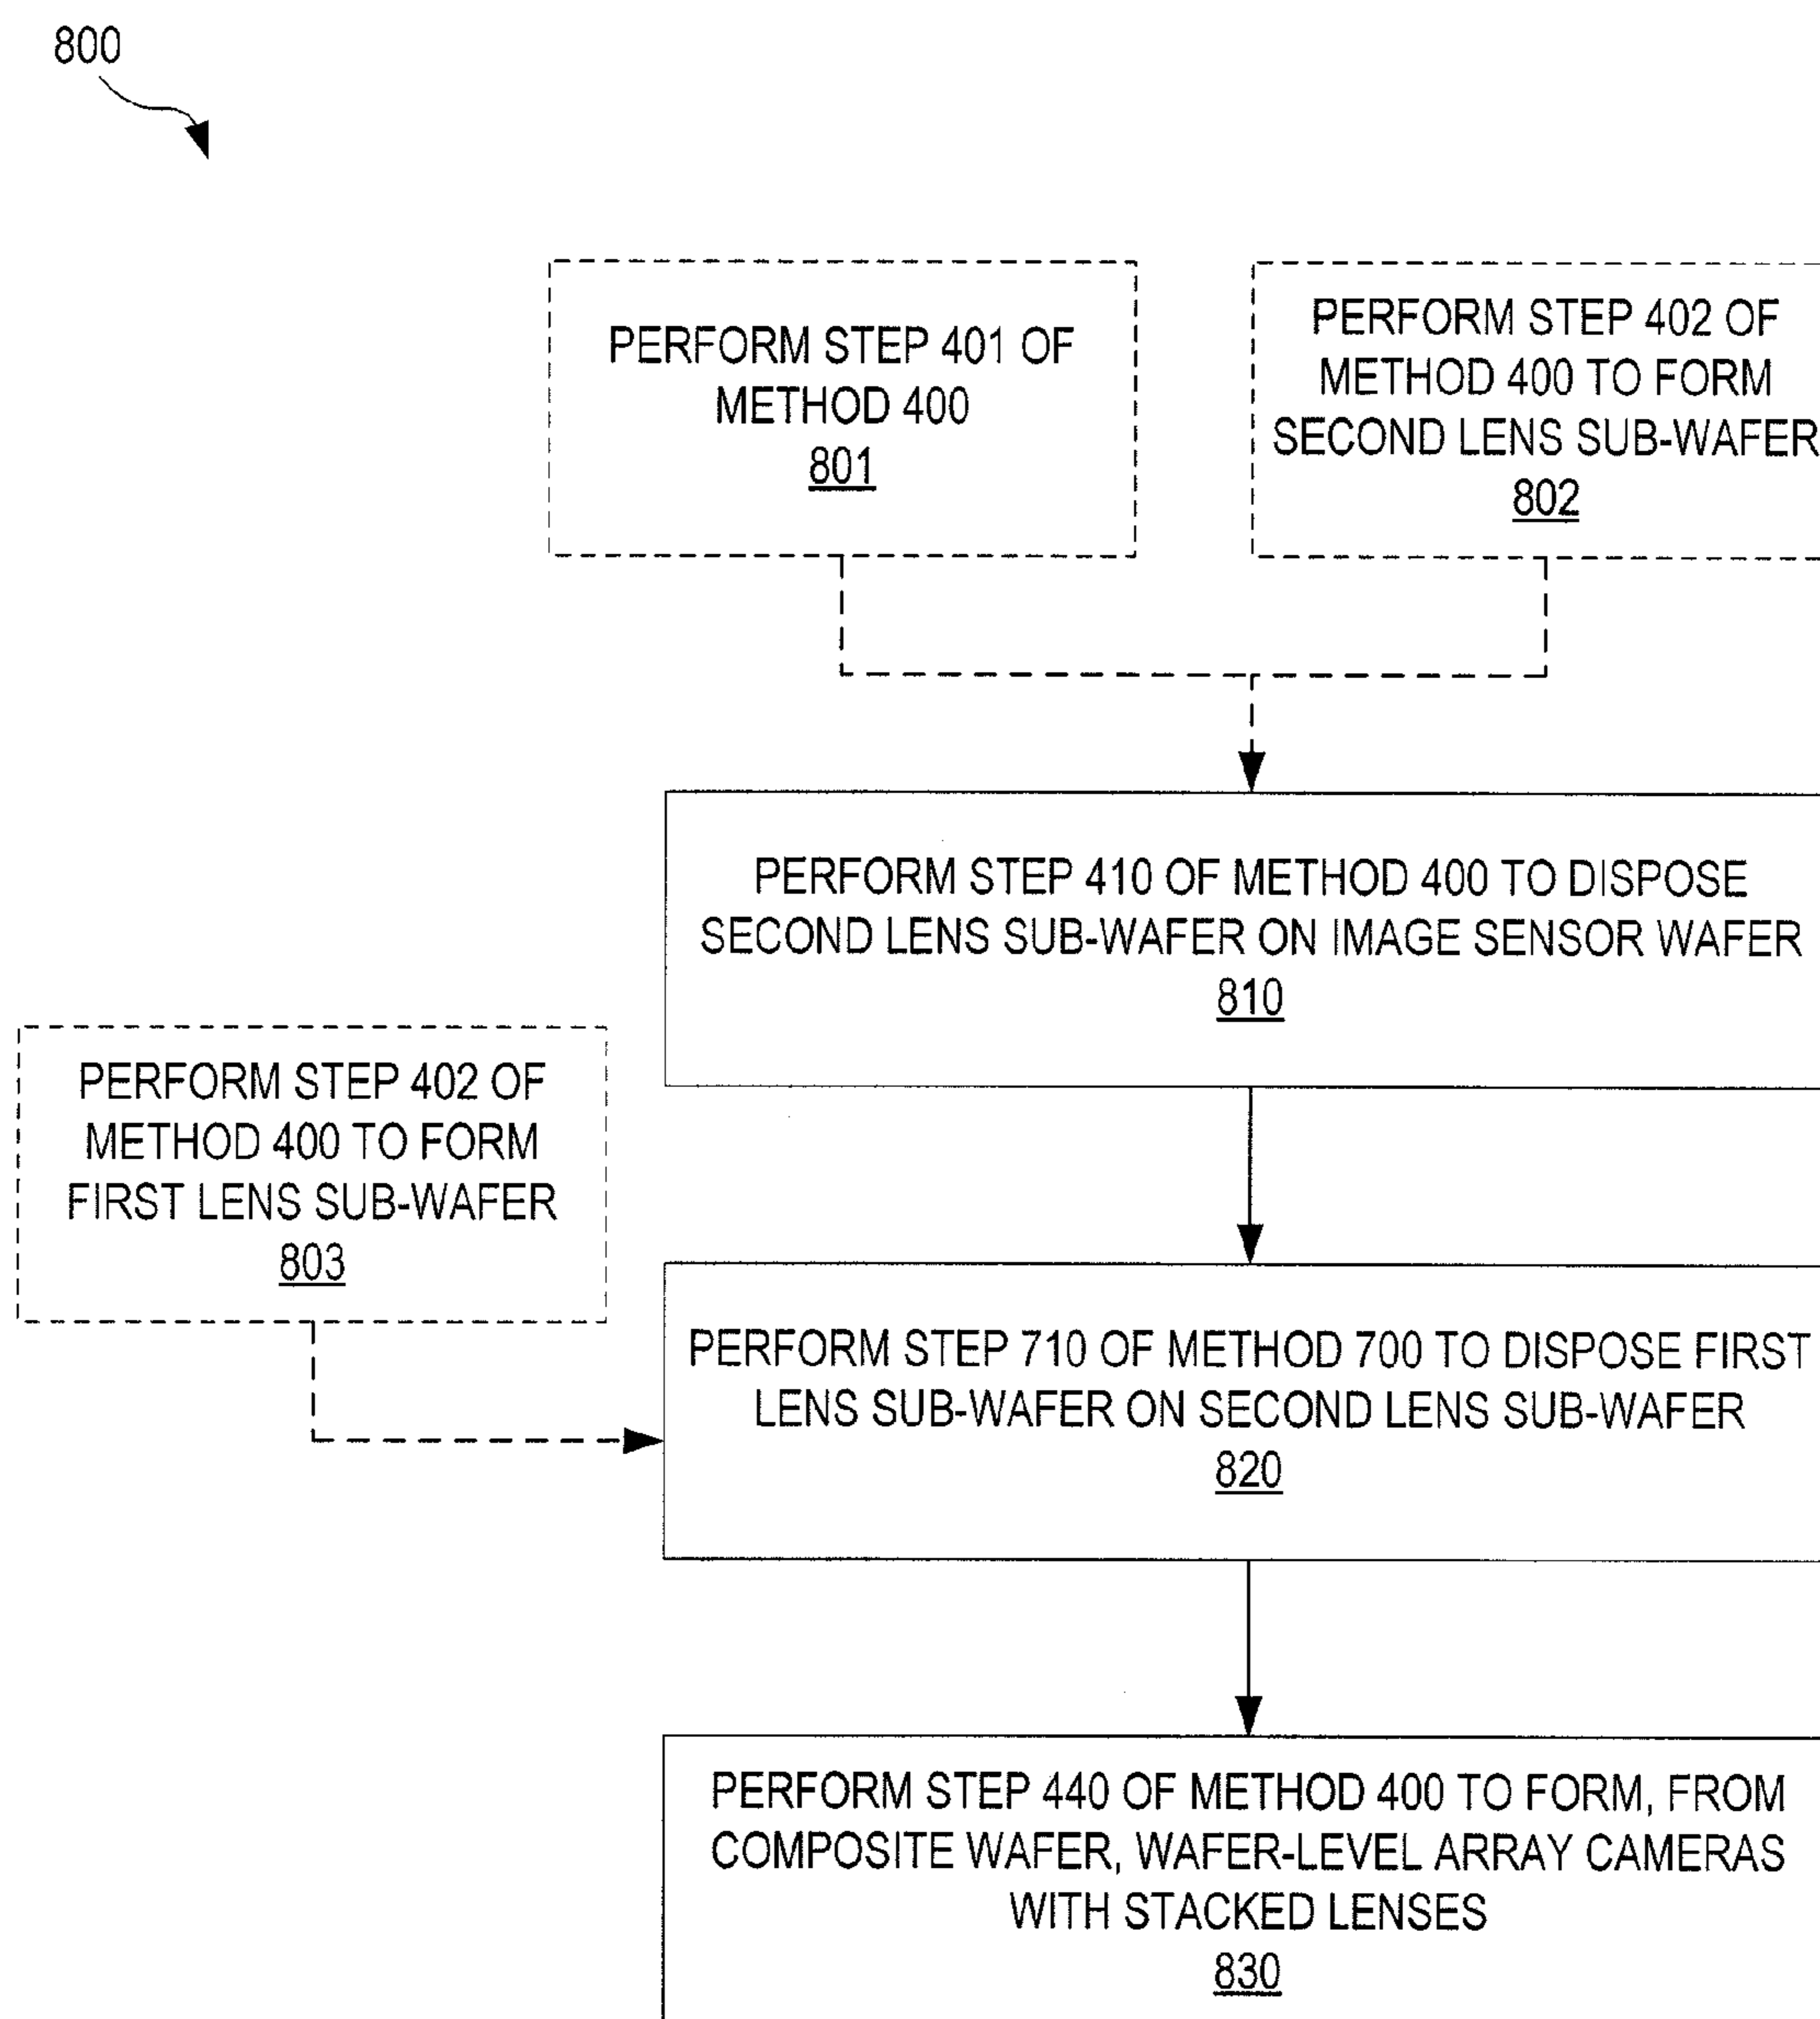 800
PERFORM STEP 401 OF
METHOD 400
801
PERFORM STEP 402 OF
METHOD 400 TO FORM
SECOND LENS SUB-WAFER
802
PERFORM STEP 410 OF METHOD 400 TO DISPOSE
SECOND LENS SUB-WAFER ON IMAGE SENSOR WAFER
810
PERFORM STEP 402 OF
METHOD 400 TO FORM
FIRST LENS SUB-WAFER
803
PERFORM STEP 710 OF METHOD 700 TO DISPOSE FIRST
LENS SUB-WAFER ON SECOND LENS SUB-WAFER
820
PERFORM STEP 440 OF METHOD 400 TO FORM, FROM
COMPOSITE WAFER, WAFER-LEVEL ARRAY CAMERAS
WITH STACKED LENSES
830